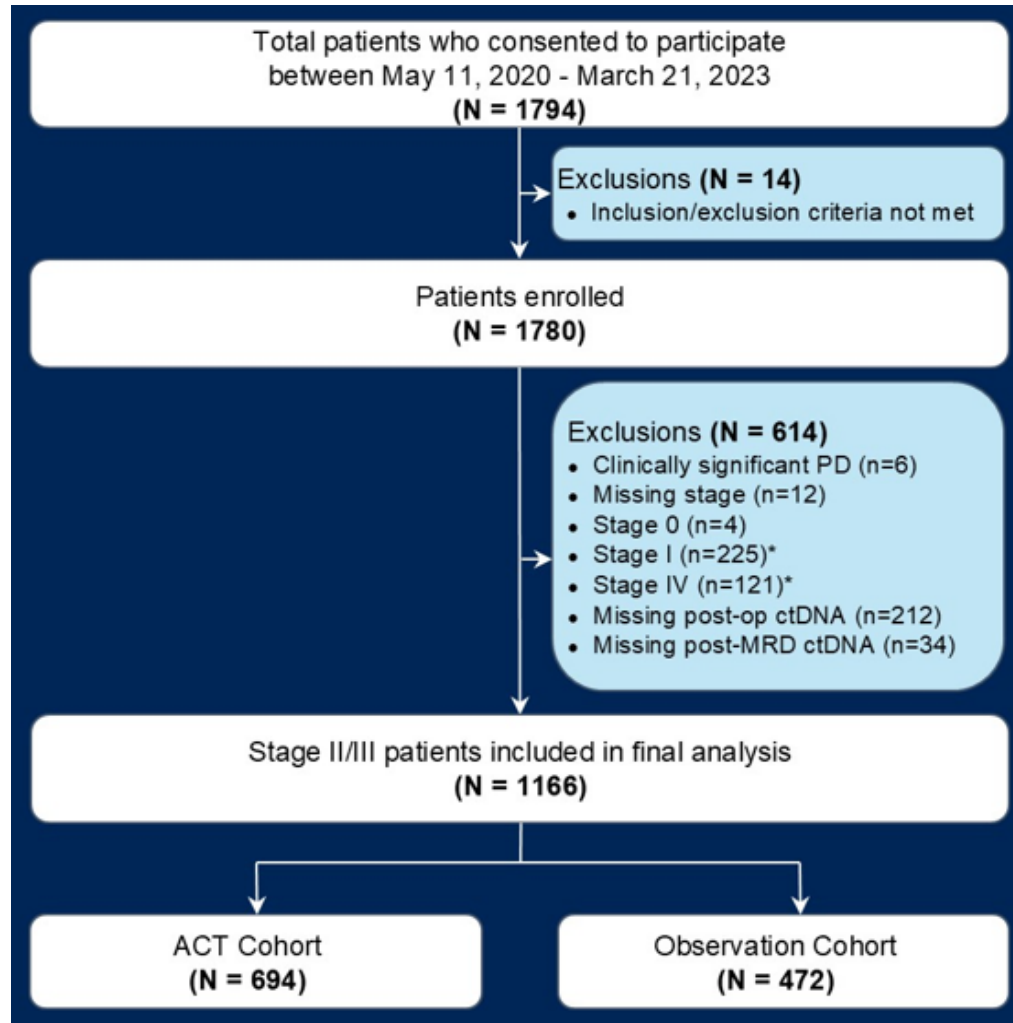 Total patients who consented to participate
between May 11, 2020 - March 21, 2023
(N = 1794)
Exclusions (N = 14)
• Inclusion/exclusion criteria not met
Patients enrolled
(N = 1780)
Exclusions (N = 614)
• Clinically significant PD (n=6)
• Missing stage (n=12)
• Stage 0 (n=4)
• Stage I (n=225)*
• Stage IV (n=121)*
• Missing post-op ctDNA (n=212)
• Missing post-MRD ctDNA (n=34)
Stage II/III patients included in final analysis
(N = 1166)
ACT Cohort
(N = 694)
Observation Cohort
(N = 472)